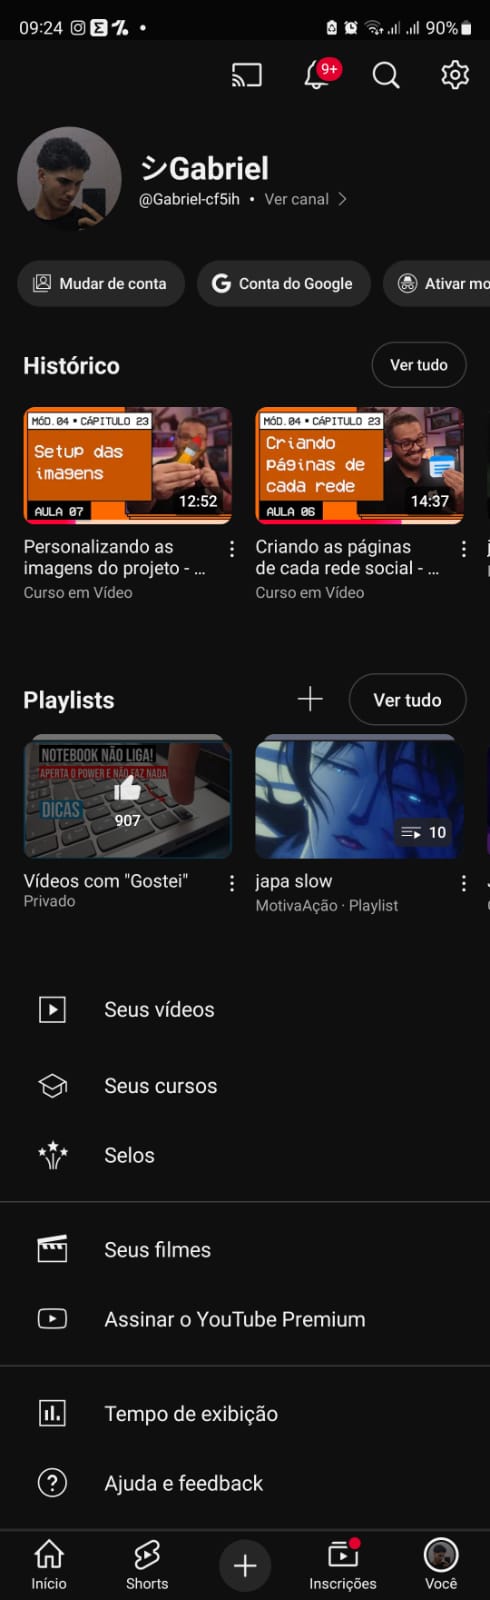 09:24
90%
9+
シGabriel
@Gabriel-cf5ih • Ver canal
Mudar de conta
Conta do Google
Ativar mo
Histórico
Ver tudo
MÓD.04 • CÁPITULO 23
Setup das
imagens
AULA 07
12:52
MÓD.04 • CÁPITULO 23
Criando
páginas de
cada rede
AULA 06
14:37
Personalizando as
imagens do projeto - ...
Curso em Vídeo
Criando as páginas
de cada rede social - ...
Curso em Vídeo
Playlists
Ver tudo
NOTEBOOK NÃO LIGA!
APERTA O POWER E NÃO FAZ NADA
DICAS
907
10
Vídeos com "Gostei"
Privado
japa slow
MotivaAção · Playlist
Seus vídeos
Seus cursos
Selos
Seus filmes
Assinar o YouTube Premium
Tempo de exibição
Ajuda e feedback
Início
Shorts
Inscrições
Você